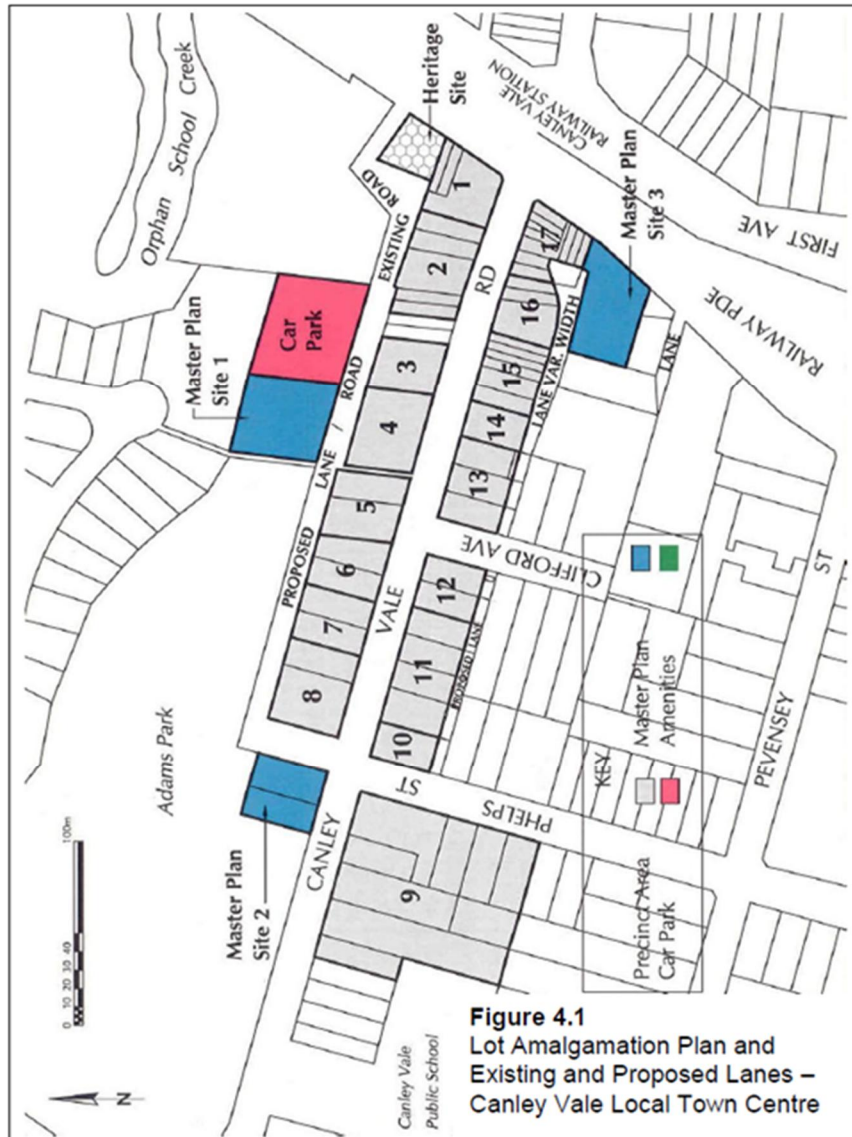 Orphan School Creek
Heritage
Site
CANLEY VALE
RAILWAY STATION
Master Plan
Site 1
Car
Park
EXISTING ROAD
1
2
3
4
5
6
7
8
PROPOSED LANE / ROAD
Adams Park
100m
0 10 20 30 40
N
Master Plan
Site 2
CANLEY VALE RD
17
16
15
14
13
12
11
10
9
LANE VAR. WIDTH
Master Plan
Site 3
FIRST AVE
RAILWAY PDE
LANE
CLIFFORD AVE
PROPOSED LANE
PHELPS ST
PEVENSEY ST
KEY
Precinct Area
Car Park
Master Plan
Amenities
Canley Vale
Public School
Figure 4.1
Lot Amalgamation Plan and
Existing and Proposed Lanes –
Canley Vale Local Town Centre